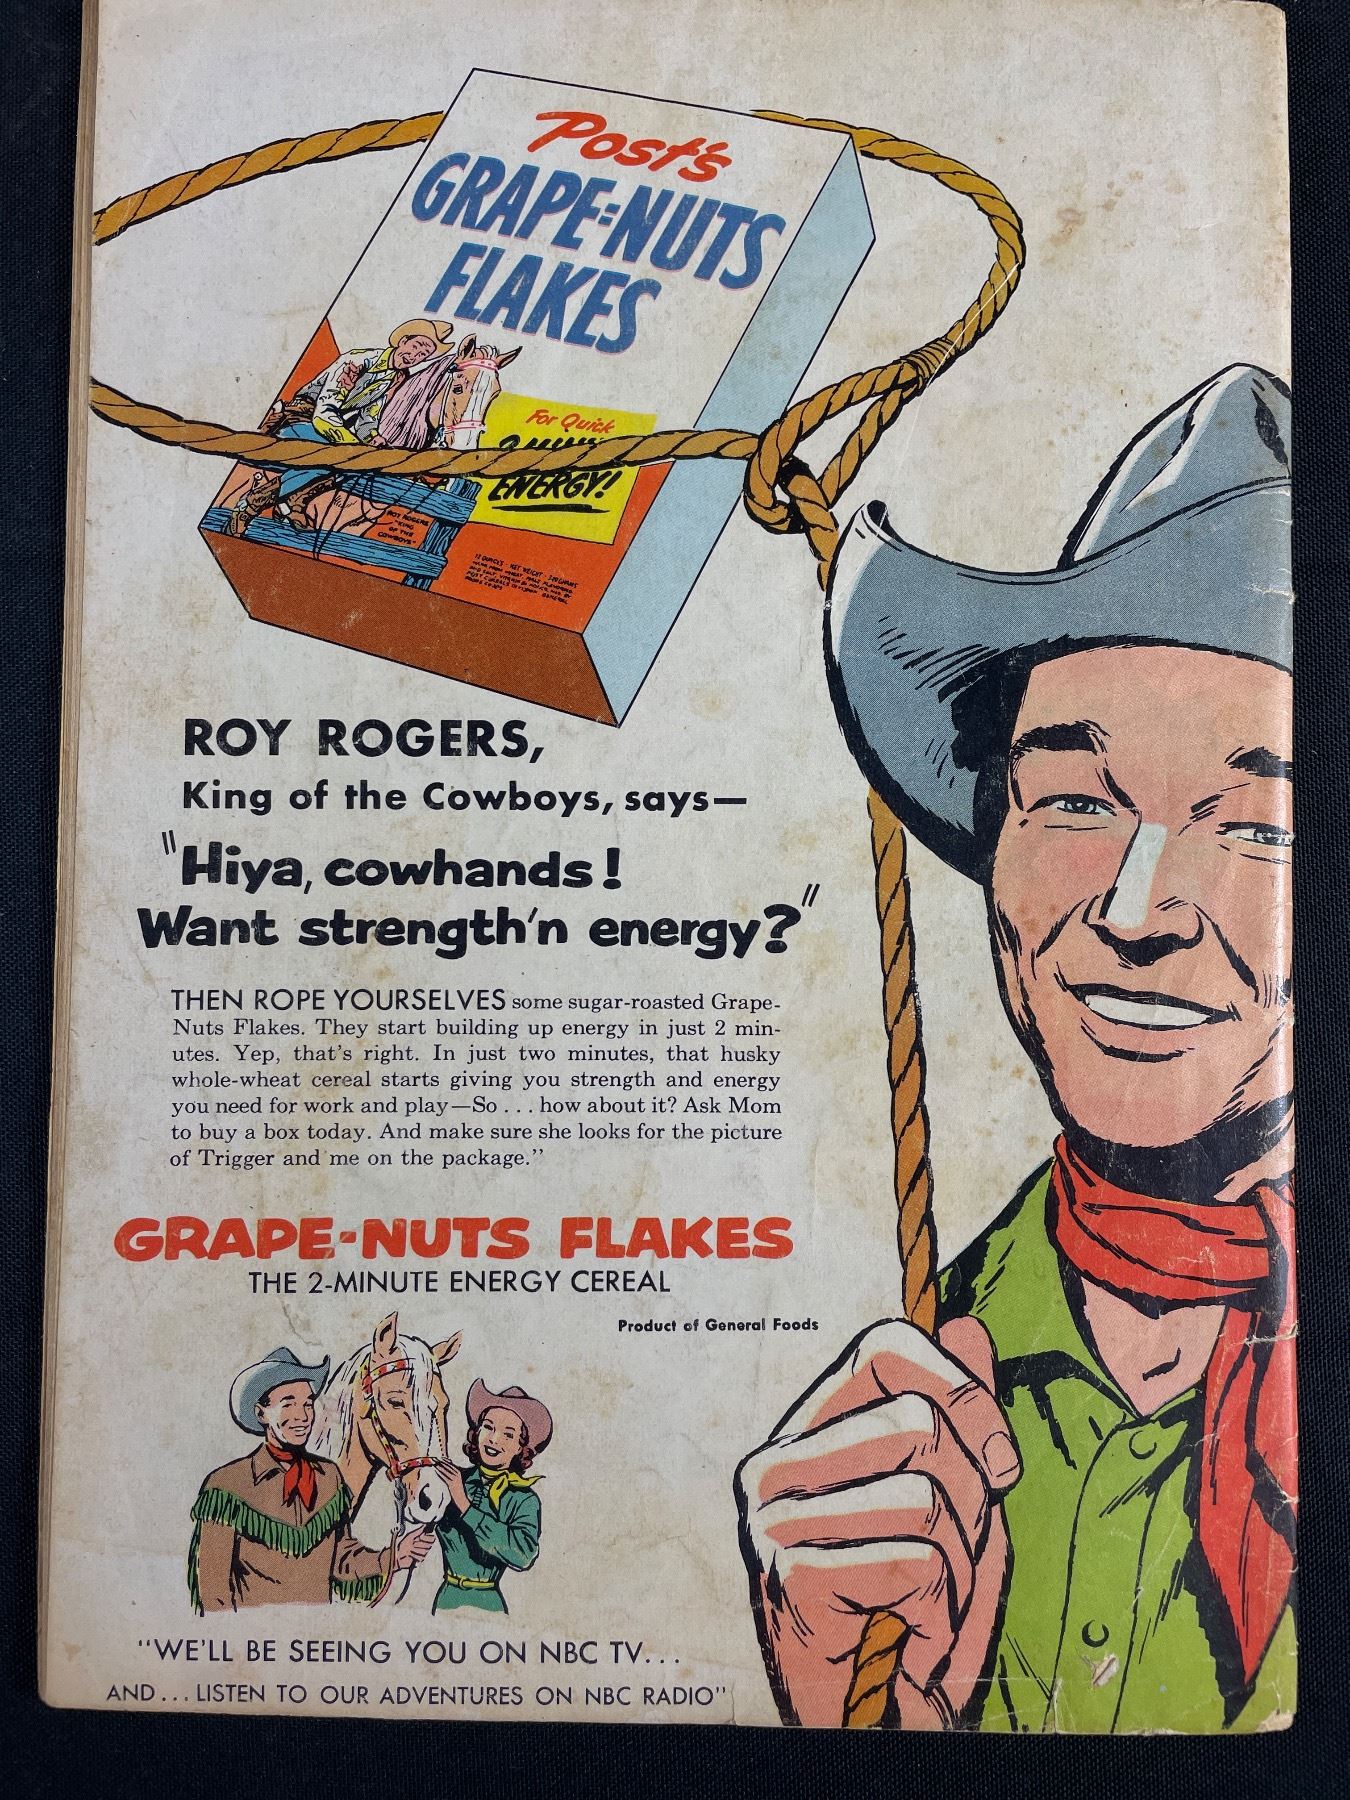 Post's
GRAPE-NUTS
FLAKES
For Quick
ENERGY!
ROY ROGERS
"KING
OF THE
COWBOYS"
ROY ROGERS,
King of the Cowboys, says—
"Hiya, cowhands!
Want strength'n energy?"
THEN ROPE YOURSELVES some sugar-roasted Grape-
Nuts Flakes. They start building up energy in just 2 min-
utes. Yep, that's right. In just two minutes, that husky
whole-wheat cereal starts giving you strength and energy
you need for work and play—So . . . how about it? Ask Mom
to buy a box today. And make sure she looks for the picture
of Trigger and me on the package."
GRAPE-NUTS FLAKES
THE 2-MINUTE ENERGY CEREAL
Product of General Foods
"WE'LL BE SEEING YOU ON NBC TV...
AND... LISTEN TO OUR ADVENTURES ON NBC RADIO"